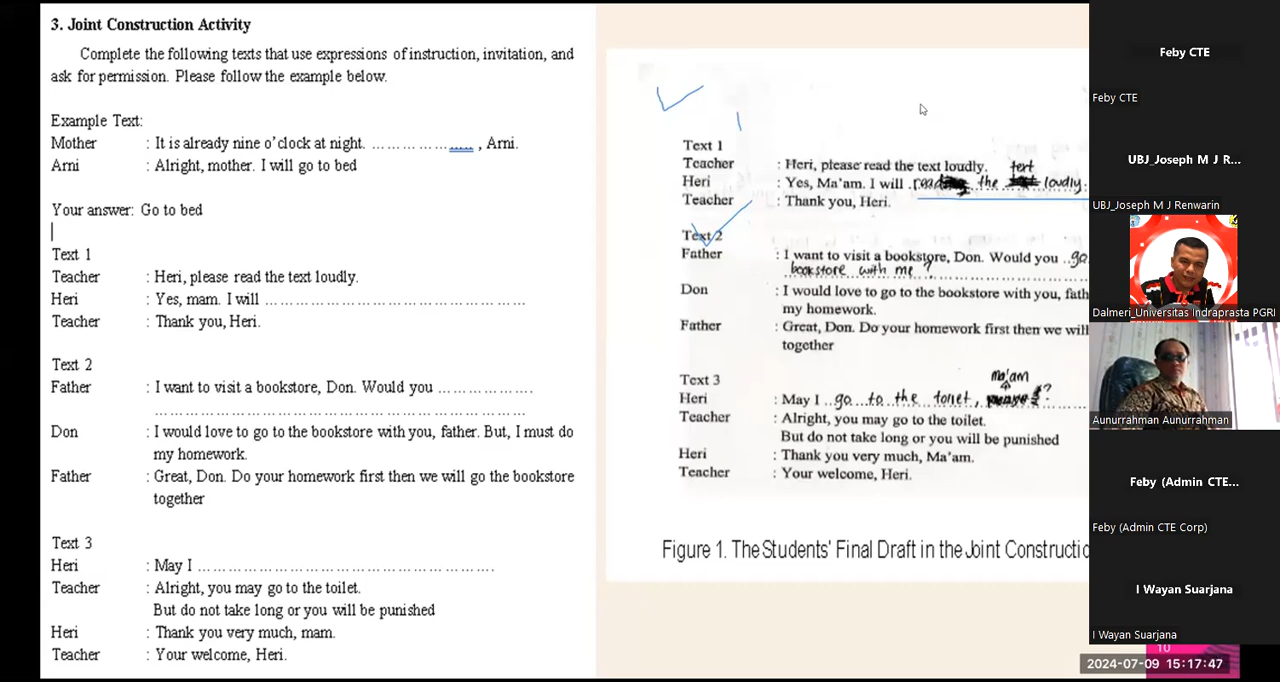 3. Joint Construction Activity
Complete the following texts that use expressions of instruction, invitation, and
ask for permission. Please follow the example below.
Example Text:
Mother : It is already nine o'clock at night. ..................... , Arni.
Arni : Alright, mother. I will go to bed
Your answer: Go to bed
Text 1
Teacher : Heri, please read the text loudly.
Heri : Yes, mam. I will ................................................
Teacher : Thank you, Heri.
Text 2
Father : I want to visit a bookstore, Don. Would you .................
...................................................................
Don : I would love to go to the bookstore with you, father. But, I must do
my homework.
Father : Great, Don. Do your homework first then we will go the bookstore
together
Text 3
Heri : May I ......................................................
Teacher : Alright, you may go to the toilet.
But do not take long or you will be punished
Heri : Thank you very much, mam.
Teacher : Your welcome, Heri.
Text 1
Teacher : Heri, please read the text loudly.
text
Heri : Yes, Ma'am. I will .read the loudly.
Teacher : Thank you, Heri.
Text 2
Father : I want to visit a bookstore, Don. Would you ..go
bookstore with me ?
Don : I would love to go to the bookstore with you, fath
my homework.
Father : Great, Don. Do your homework first then we will
together
Text 3
ma'am
Heri : May I ..go to the toilet, ?
Teacher : Alright, you may go to the toilet.
But do not take long or you will be punished
Heri : Thank you very much, Ma'am.
Teacher : Your welcome, Heri.
Figure 1. The Students' Final Draft in the Joint Constructio
Feby CTE
Feby CTE
UBJ_Joseph M J R...
UBJ_Joseph M J Renwarin
Dalmeri_Universitas Indraprasta PGRI
Aunurrahman Aunurrahman
Feby (Admin CTE...
Feby (Admin CTE Corp)
I Wayan Suarjana
I Wayan Suarjana
10
2024-07-09 15:17:47